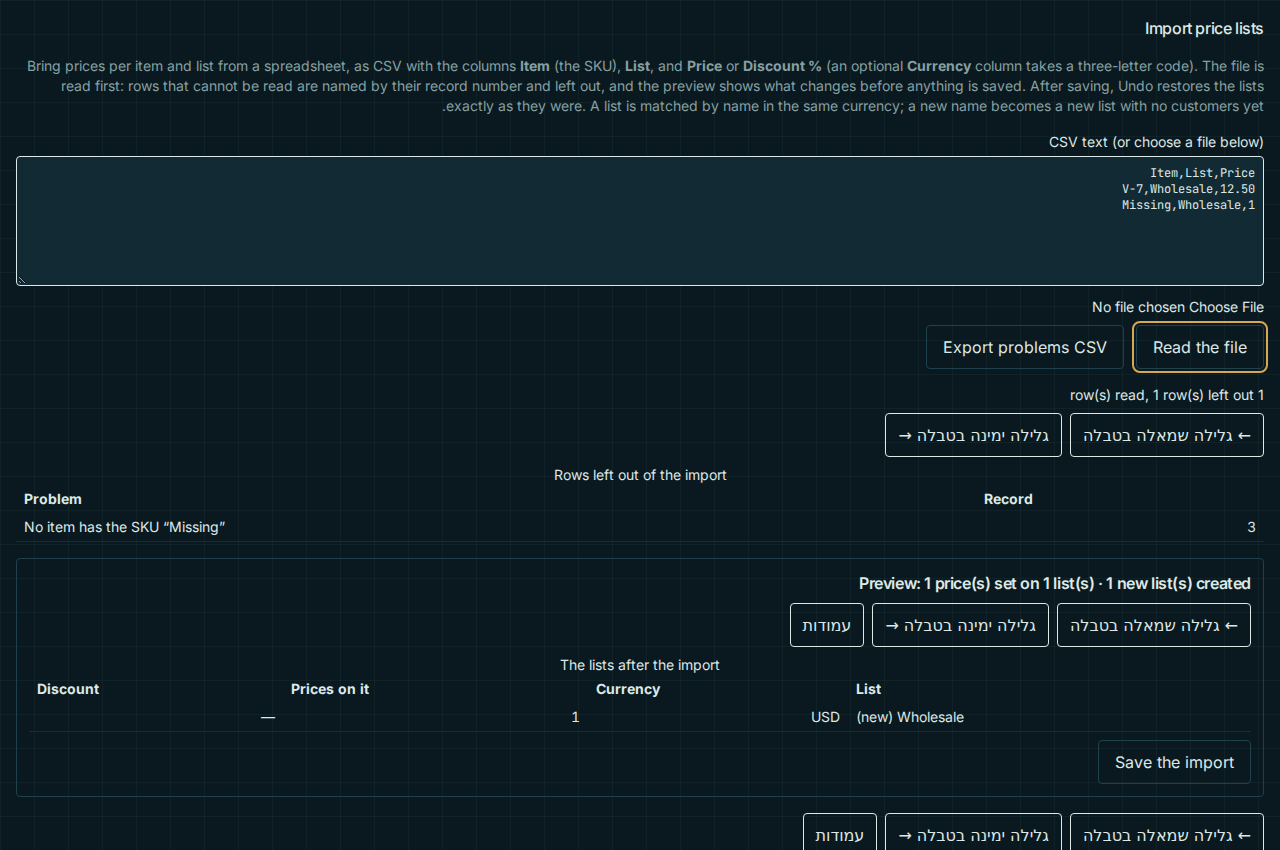 Import price lists
Bring prices per item and list from a spreadsheet, as CSV with the columns Item (the SKU), List, and Price or Discount % (an optional Currency column takes a three-letter code). The file is
read first: rows that cannot be read are named by their record number and left out, and the preview shows what changes before anything is saved. After saving, Undo restores the lists
.exactly as they were. A list is matched by name in the same currency; a new name becomes a new list with no customers yet
CSV text (or choose a file below)
Item,List,Price
V-7,Wholesale,12.50
Missing,Wholesale,1
No file chosen Choose File
Read the file
Export problems CSV
row(s) read, 1 row(s) left out 1
← גלילה שמאלה בטבלה
גלילה ימינה בטבלה →
Rows left out of the import
Record
Problem
3
No item has the SKU “Missing”
Preview: 1 price(s) set on 1 list(s) · 1 new list(s) created
← גלילה שמאלה בטבלה
גלילה ימינה בטבלה →
עמודות
The lists after the import
List
Currency
Prices on it
Discount
(new) Wholesale
USD
1
—
Save the import
← גלילה שמאלה בטבלה
גלילה ימינה בטבלה →
עמודות